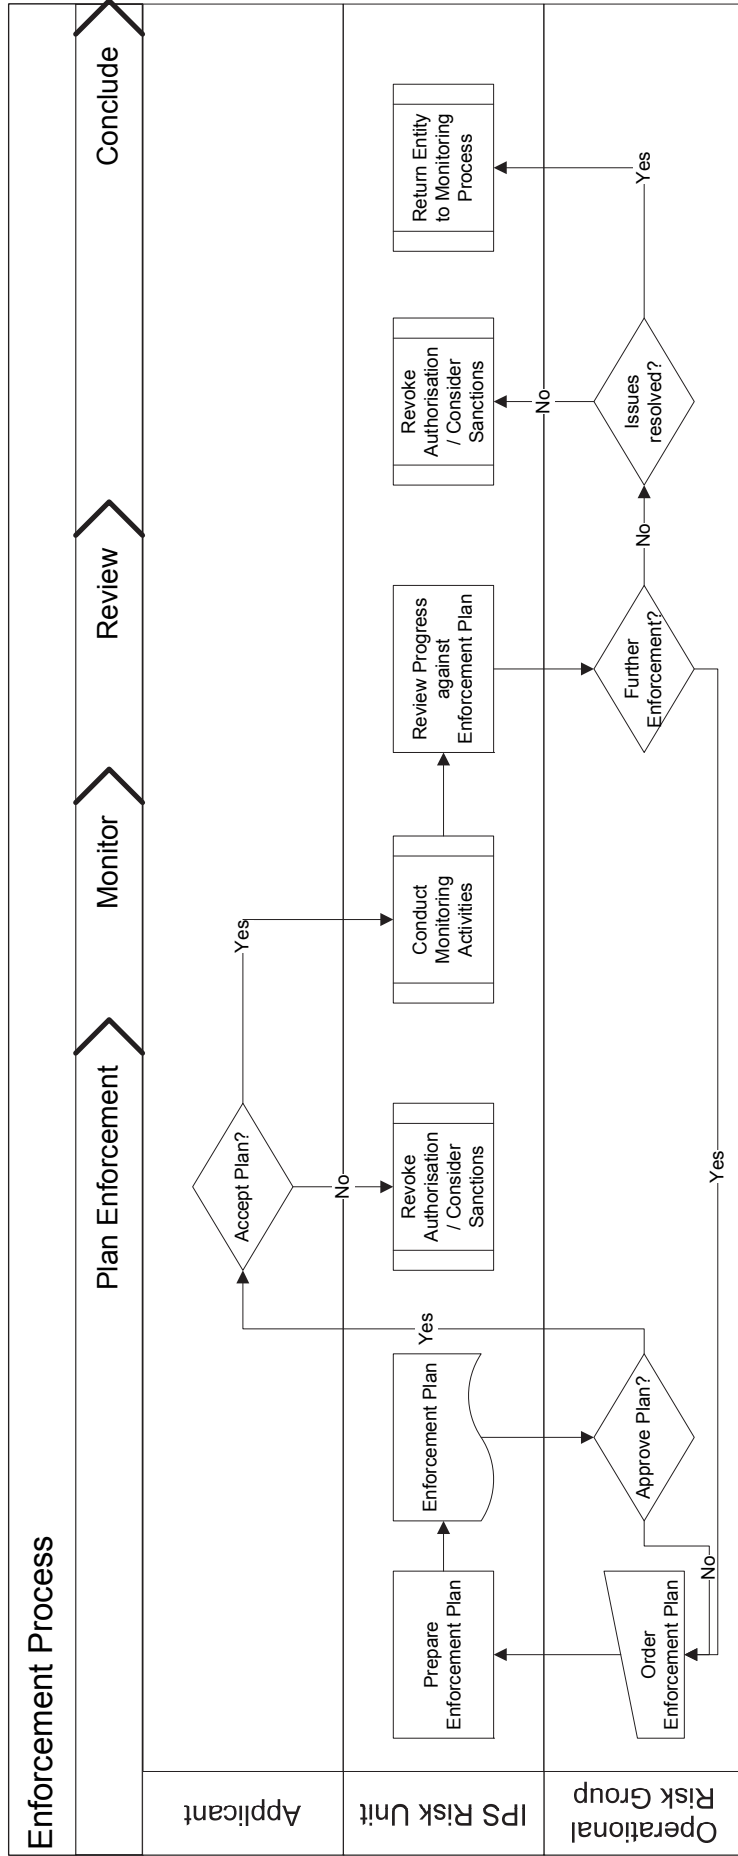 Enforcement Process
Plan Enforcement
Monitor
Review
Conclude
Applicant
Accept Plan?
Yes
No
IPS Risk Unit
Prepare
Enforcement Plan
Enforcement Plan
Yes
Revoke
Authorisation
/ Consider
Sanctions
Conduct
Monitoring
Activities
Review Progress
against
Enforcement Plan
Revoke
Authorisation
/ Consider
Sanctions
Return Entity
to Monitoring
Process
Operational
Risk Group
Order
Enforcement Plan
No
Approve Plan?
Further
Enforcement?
No
Issues
resolved?
No
Yes
Yes